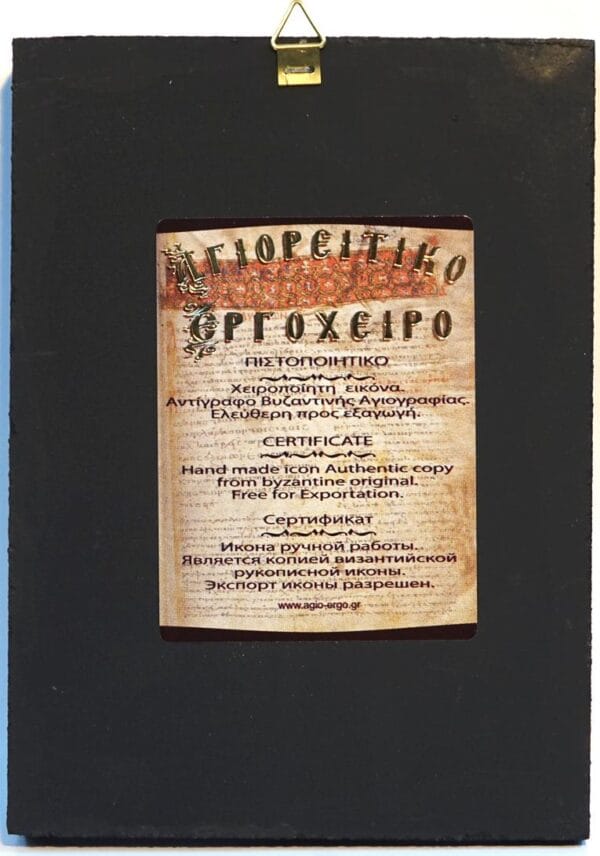 ΑΓΙΟΡΕΙΤΙΚΟ
ΕΡΓΟΧΕΙΡΟ
ΠΙΣΤΟΠΟΙΗΤΙΚΟ
Χειροποίητη εικόνα.
Αντίγραφο Βυζαντινής Αγιογραφίας.
Ελεύθερη προς εξαγωγή.
CERTIFICATE
Hand made icon Authentic copy
from byzantine original.
Free for Exportation.
Сертификат
Икона ручной работы.
Является копией византийской
рукописной иконы.
Экспорт иконы разрешен.
www.agio-ergo.gr